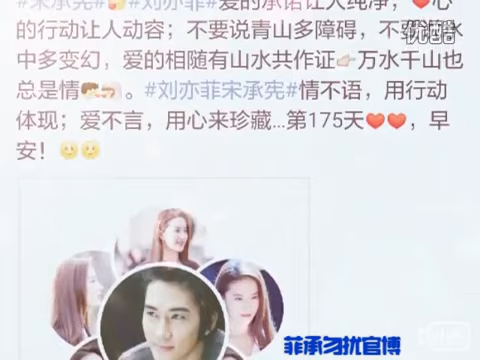 #宋承宪##刘亦菲#爱的承诺让人纯净，心
的行动让人动容；不要说青山多障碍，不要
中多变幻，爱的相随有山水共作证万水千山也
总是情。#刘亦菲宋承宪#情不语，用行动
体现；爱不言，用心来珍藏...第175天，早
安！
优酷
菲承勿扰官博